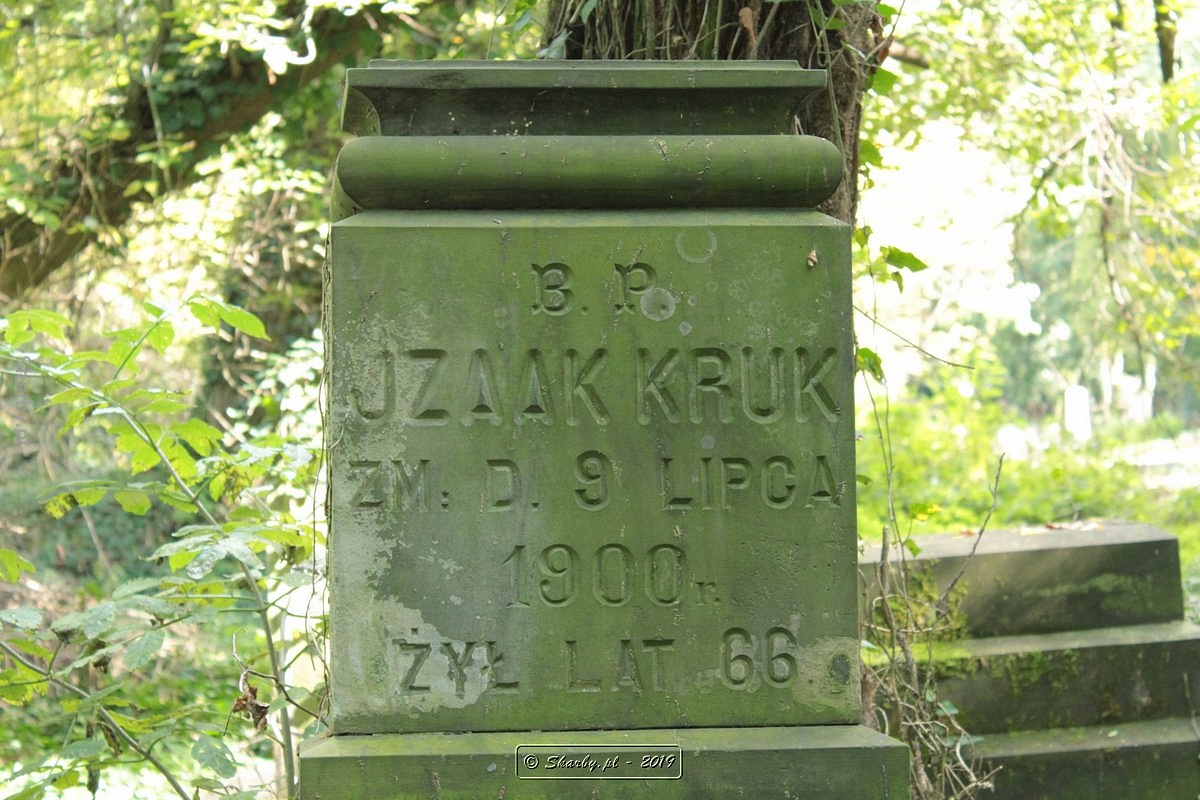 B. P.
JZAAK KRUK
ZM. D. 9 LIPCA
1900 r.
ŻYŁ LAT 66.
© Skarby.pl - 2019